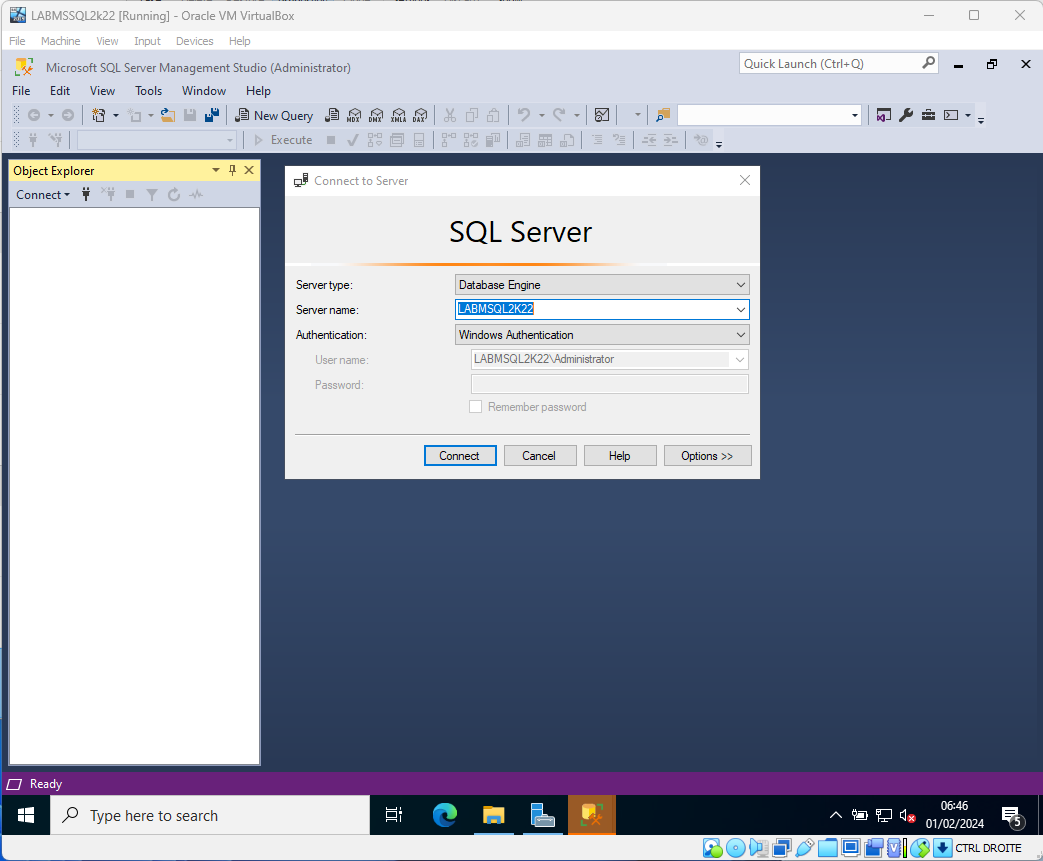 LABMSSQL2k22 [Running] - Oracle VM VirtualBox
File Machine View Input Devices Help
Microsoft SQL Server Management Studio (Administrator)
Quick Launch (Ctrl+Q)
File Edit View Tools Window Help
New Query MDX DMX XMLA DAX
Execute
Object Explorer
Connect
Connect to Server
SQL Server
Server type: Database Engine
Server name: LABMSQL2K22
Authentication: Windows Authentication
User name: LABMSQL2K22\Administrator
Password:
Remember password
Connect Cancel Help Options >>
Ready
Type here to search
06:46
01/02/2024
5
CTRL DROITE